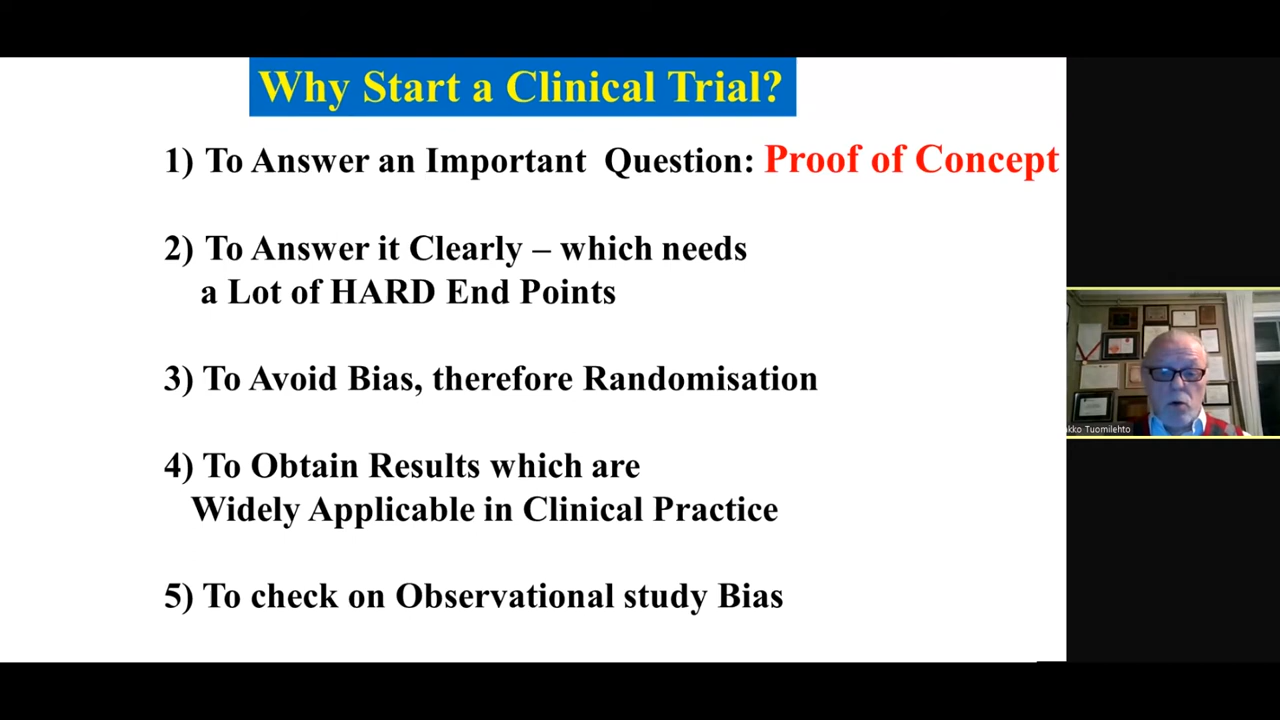 Why Start a Clinical Trial?
1) To Answer an Important Question: Proof of Concept
2) To Answer it Clearly – which needs
a Lot of HARD End Points
3) To Avoid Bias, therefore Randomisation
4) To Obtain Results which are
Widely Applicable in Clinical Practice
5) To check on Observational study Bias
akko Tuomilehto